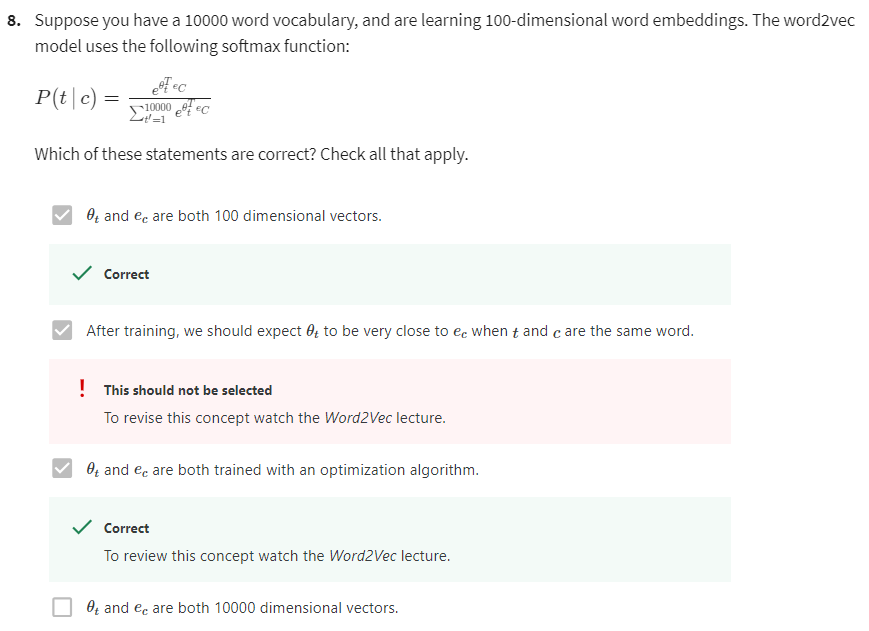 8. Suppose you have a 10000 word vocabulary, and are learning 100-dimensional word embeddings. The word2vec
model uses the following softmax function:
P(t | c) = \frac{e^{\theta_t^T e_C}}{\sum_{t'=1}^{10000} e^{\theta_t^T e_C}}
Which of these statements are correct? Check all that apply.
θₜ and e_c are both 100 dimensional vectors.
Correct
After training, we should expect θₜ to be very close to e_c when t and c are the same word.
! This should not be selected
To revise this concept watch the Word2Vec lecture.
θₜ and e_c are both trained with an optimization algorithm.
Correct
To review this concept watch the Word2Vec lecture.
θₜ and e_c are both 10000 dimensional vectors.